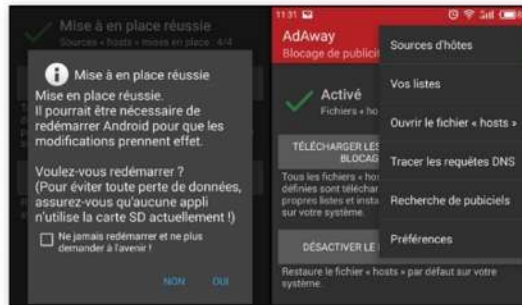 Mise à en place réussie
Sources « hosts » mises en place : 4/4
Mise à en place réussie
Mise en place réussie.
Il pourrait être nécessaire de
redémarrer Android pour que les
modifications prennent effet.
Voulez-vous redémarrer ?
(Pour éviter toute perte de données,
assurez-vous qu'aucune appli
n'utilise la carte SD actuellement !)
Ne jamais redémarrer et ne plus
demander à l'avenir !
NON OUI
11:31
AdAway
Blocage de publicit
Activé
Fichiers « ho
TÉLÉCHARGER LES
BLOCAG
Tous les fichiers « hos
définies sont téléchar
propres listes et insta
sur votre système.
DÉSACTIVER LE
Restaure le fichier « hosts » par défaut sur votre
système.
Sources d'hôtes
Vos listes
Ouvrir le fichier « hosts »
Tracer les requêtes DNS
Recherche de pubiciels
Préférences